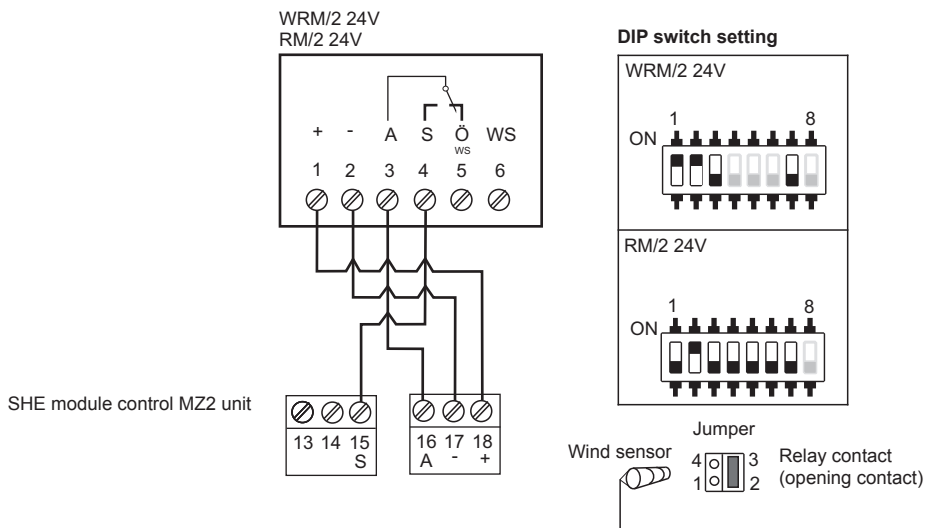 WRM/2 24V
RM/2 24V
+ - A S Ö WS
WS
1 2 3 4 5 6
SHE module control MZ2 unit
13 14 15
S
16 17 18
A - +
DIP switch setting
WRM/2 24V
1 8
ON
RM/2 24V
1 8
ON
Jumper
Wind sensor
4 3
1 2
Relay contact
(opening contact)